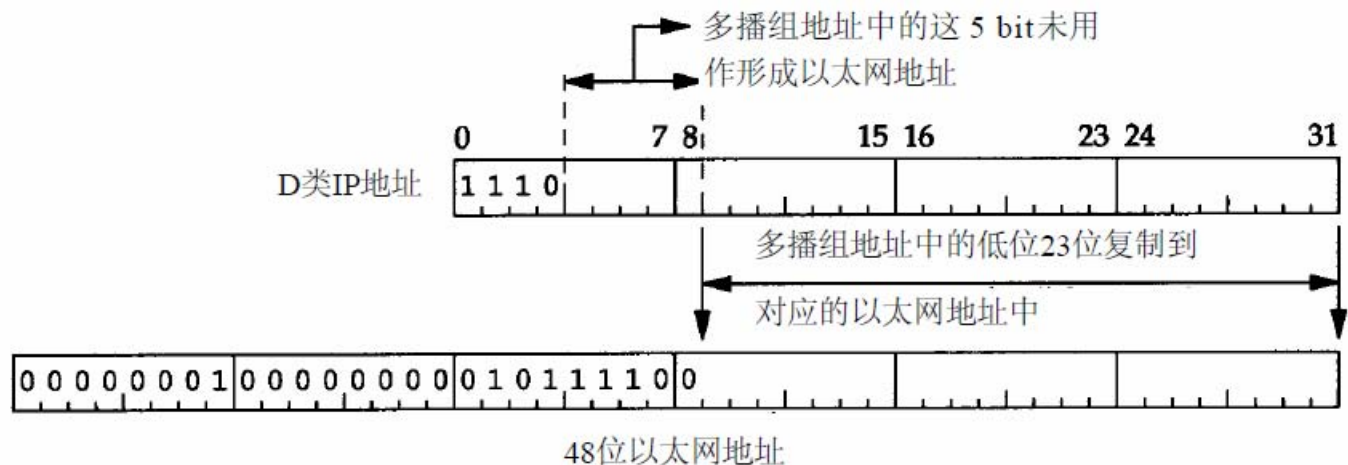 多播组地址中的这 5 bit未用
作形成以太网地址
0 7 8 15 16 23 24 31
D类IP地址 1 1 1 0
多播组地址中的低位23位复制到
对应的以太网地址中
0 0 0 0 0 0 0 1 0 0 0 0 0 0 0 0 0 1 0 1 1 1 1 0 0
48位以太网地址